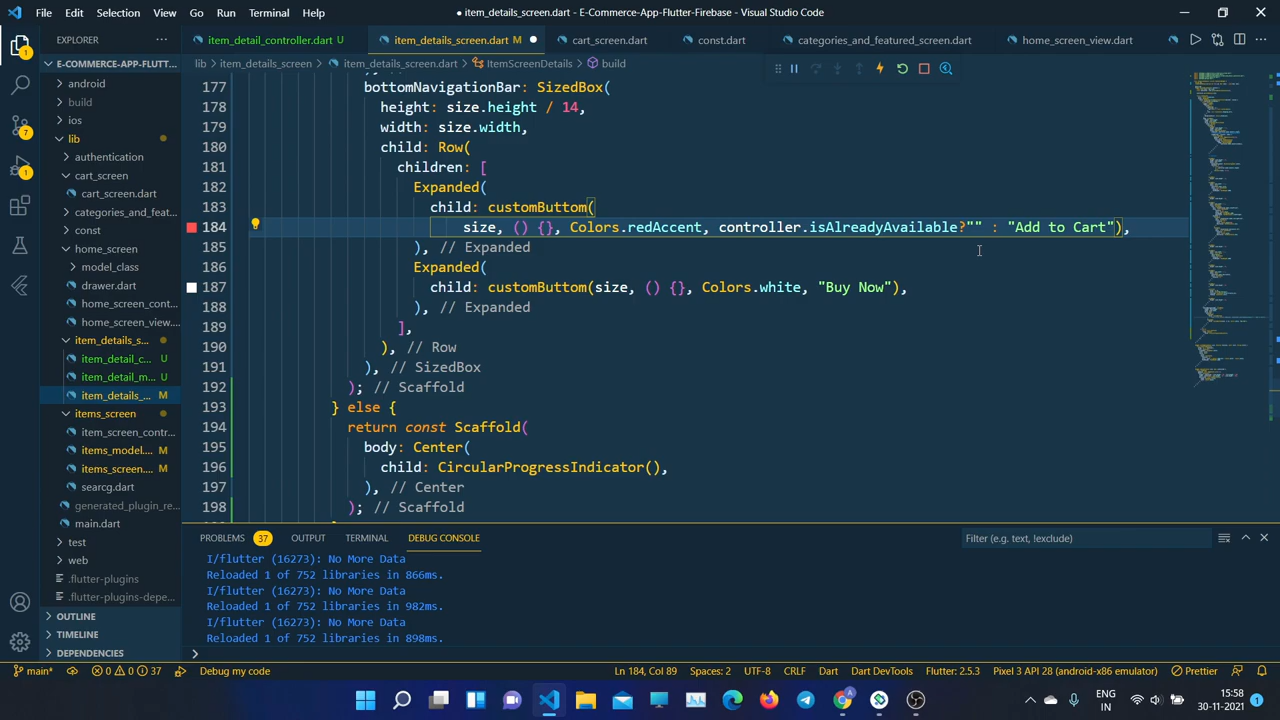 File Edit Selection View Go Run Terminal Help
● item_details_screen.dart - E-Commerce-App-Flutter-Firebase - Visual Studio Code
EXPLORER
E-COMMERCE-APP-FLUTT...
android
build
ios
lib
authentication
cart_screen
cart_screen.dart
categories_and_feat...
const
home_screen
model_class
drawer.dart
home_screen_cont...
home_screen_view....
items_details_s...
item_detail_c... U
item_detail_m... U
item_details_... M
items_screen
item_screen_contr...
items_model.... M
items_screen.... M
searcg.dart
generated_plugin_re...
main.dart
test
web
.flutter-plugins
.flutter-plugins-depe...
OUTLINE
TIMELINE
DEPENDENCIES
item_detail_controller.dart U
item_details_screen.dart M
cart_screen.dart
const.dart
categories_and_featured_screen.dart
home_screen_view.dart
lib > item_details_screen > item_details_screen.dart > ItemScreenDetails > build
177 bottomNavigationBar: SizedBox(
178 height: size.height / 14,
179 width: size.width,
180 child: Row(
181 children: [
182 Expanded(
183 child: customButtom(
184 size, () {}, Colors.redAccent, controller.isAlreadyAvailable?"" : "Add to Cart"),
185 ), // Expanded
186 Expanded(
187 child: customButtom(size, () {}, Colors.white, "Buy Now"),
188 ), // Expanded
189 ],
190 ), // Row
191 ), // SizedBox
192 ); // Scaffold
193 } else {
194 return const Scaffold(
195 body: Center(
196 child: CircularProgressIndicator(),
197 ), // Center
198 ); // Scaffold
PROBLEMS 37 OUTPUT TERMINAL DEBUG CONSOLE
Filter (e.g. text, !exclude)
I/flutter (16273): No More Data
Reloaded 1 of 752 libraries in 866ms.
I/flutter (16273): No More Data
Reloaded 1 of 752 libraries in 982ms.
I/flutter (16273): No More Data
Reloaded 1 of 752 libraries in 898ms.
main* 0 0 37 Debug my code
Ln 184, Col 89 Spaces: 2 UTF-8 CRLF Dart Dart DevTools Flutter: 2.5.3 Pixel 3 API 28 (android-x86 emulator) Prettier
ENG
IN
15:58
30-11-2021